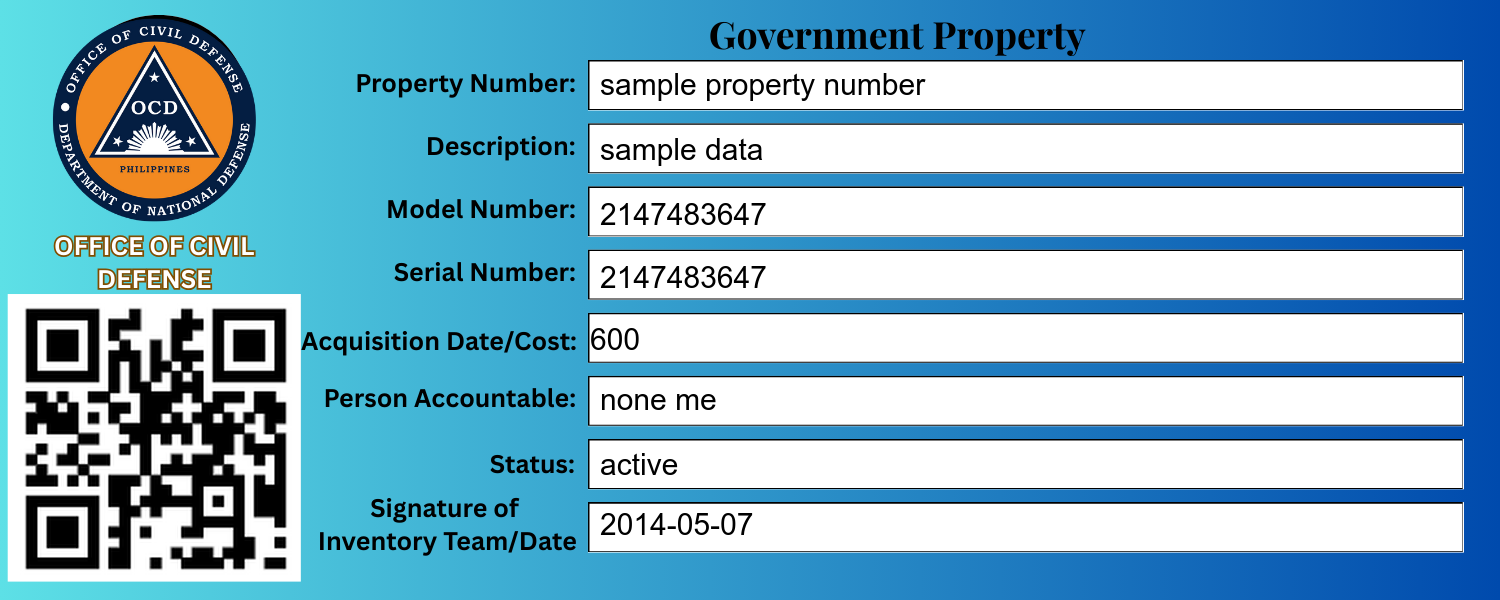 OFFICE OF CIVIL DEFENSE
OCD
PHILIPPINES
DEPARTMENT OF NATIONAL DEFENSE
OFFICE OF CIVIL
DEFENSE
Government Property
Property Number: sample property number
Description: sample data
Model Number: 2147483647
Serial Number: 2147483647
Acquisition Date/Cost: 600
Person Accountable: none me
Status: active
Signature of
Inventory Team/Date 2014-05-07